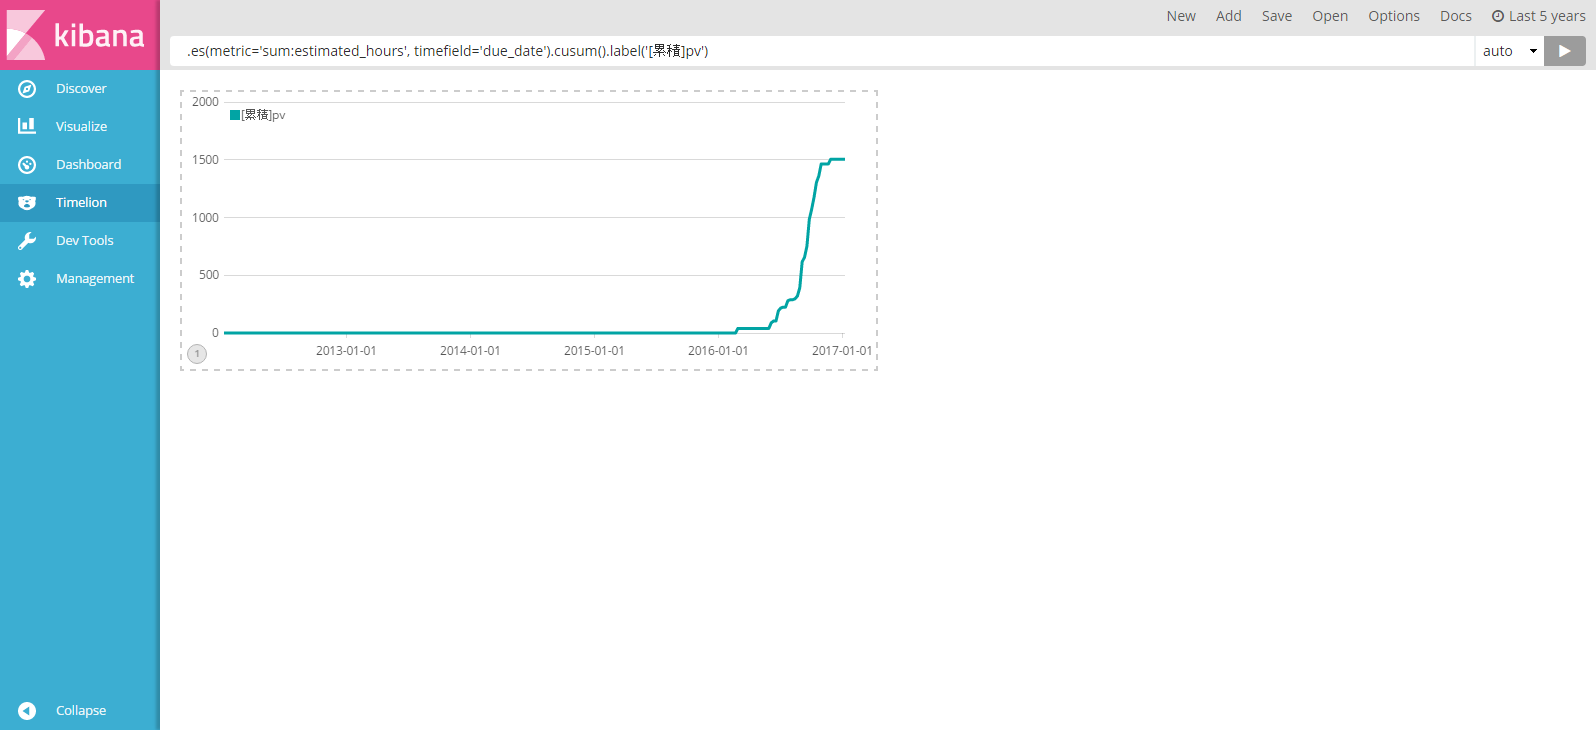 kibana
Discover
Visualize
Dashboard
Timelion
Dev Tools
Management
Collapse
New Add Save Open Options Docs Last 5 years
.es(metric='sum:estimated_hours', timefield='due_date').cusum().label('[累積]pv')
auto
[累積]pv
2000
1500
1000
500
0
2013-01-01 2014-01-01 2015-01-01 2016-01-01 2017-01-01
1